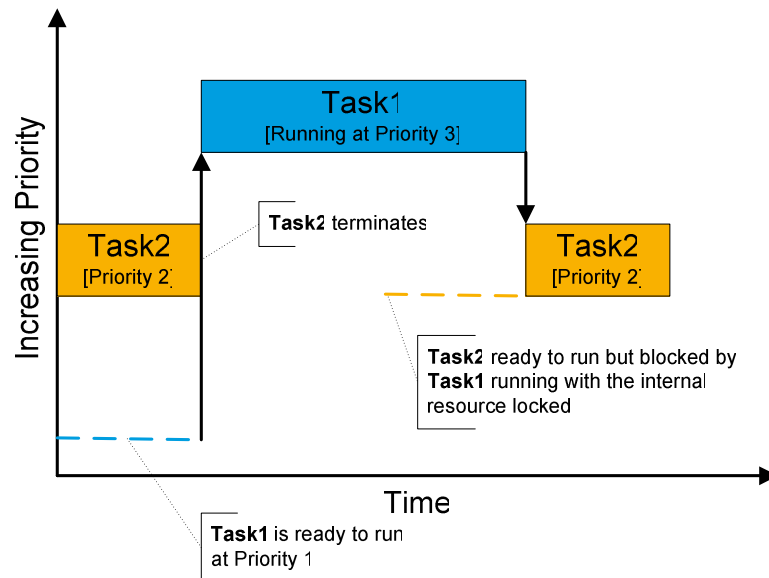 Increasing Priority
Task1
[Running at Priority 3]
Task2
[Priority 2]
Task2 terminates
Task2
[Priority 2]
Task2 ready to run but blocked by
Task1 running with the internal
resource locked
Time
Task1 is ready to run
at Priority 1